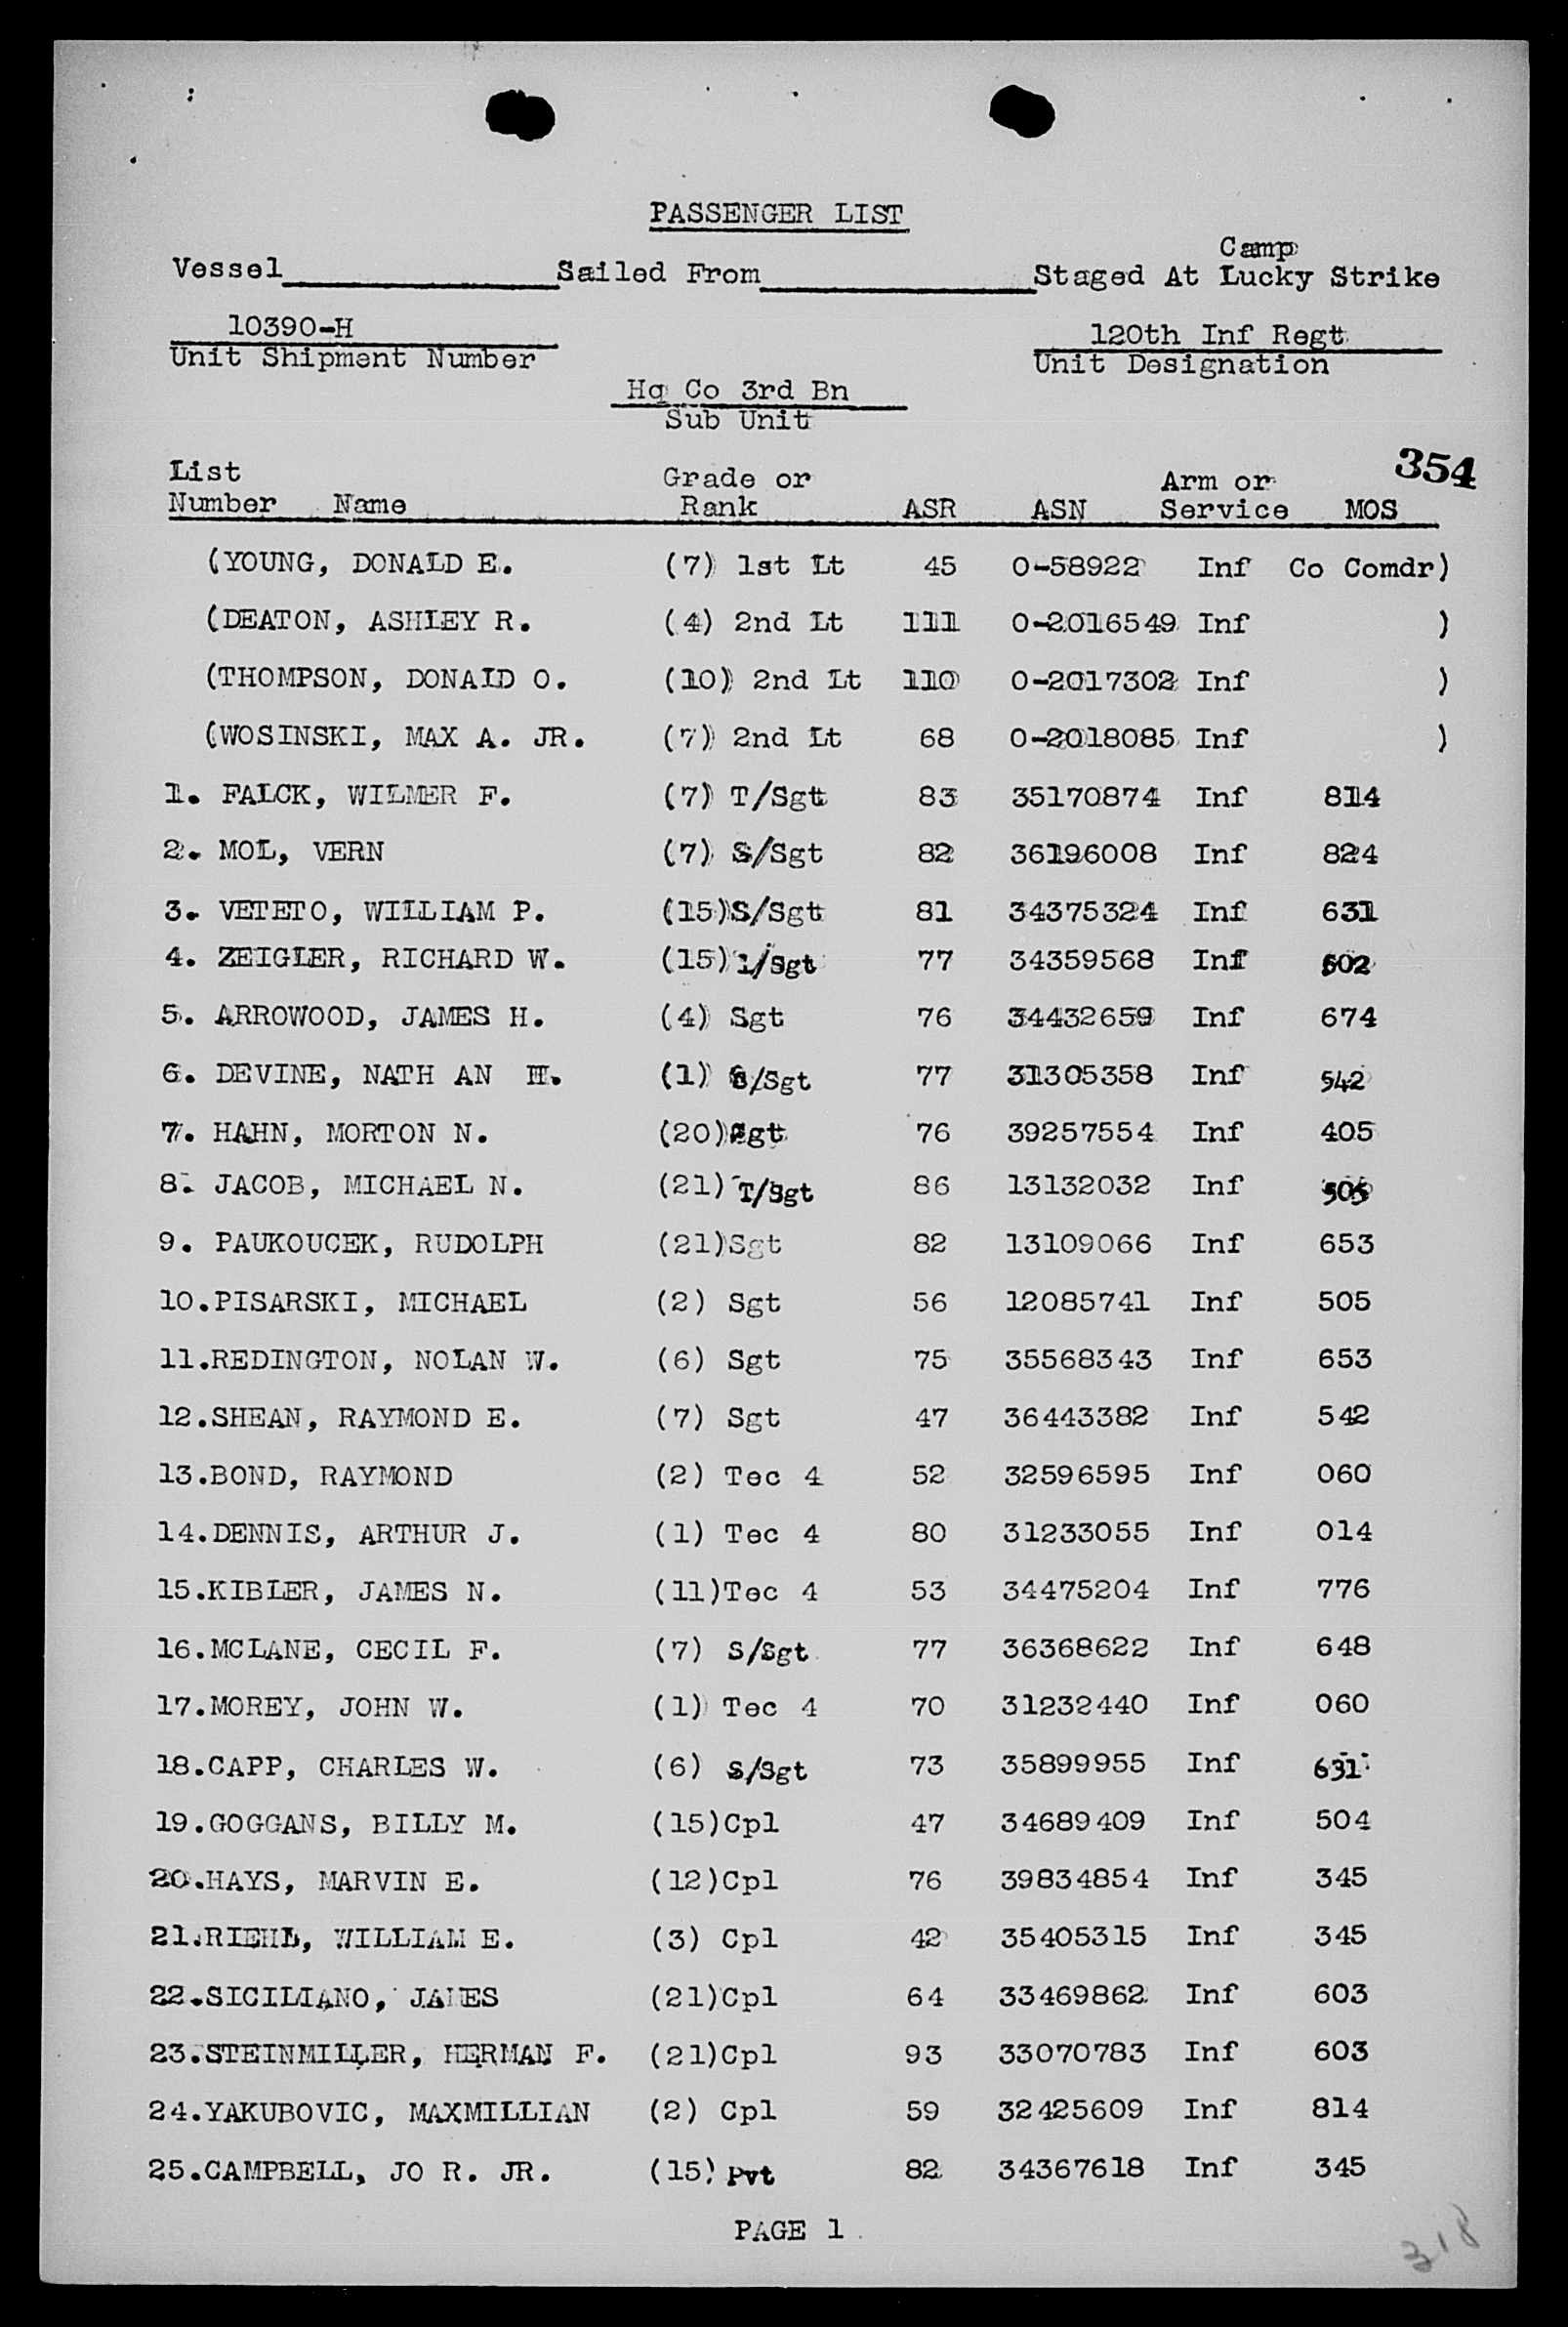 PASSENGER LIST
Camp
Vessel Sailed From Staged At Lucky Strike
10390-H 120th Inf Regt
Unit Shipment Number Unit Designation
Hq Co 3rd Bn
Sub Unit
354
List Grade or Arm or
Number Name Rank ASR ASN Service MOS
(YOUNG, DONALD E. (7) 1st Lt 45 O-58922 Inf Co Comdr)
(DEATON, ASHLEY R. (4) 2nd Lt 111 O-2016549 Inf )
(THOMPSON, DONALD O. (10) 2nd Lt 110 O-2017302 Inf )
(WOSINSKI, MAX A. JR. (7) 2nd Lt 68 O-2018085 Inf )
1. FALCK, WILMER F. (7) T/Sgt 83 35170874 Inf 814
2. MOL, VERN (7) S/Sgt 82 36196008 Inf 824
3. VETETO, WILLIAM P. (15)S/Sgt 81 34375324 Inf 631
4. ZEIGLER, RICHARD W. (15) 1/Sgt 77 34359568 Inf 502
5. ARROWOOD, JAMES H. (4) Sgt 76 34432659 Inf 674
6. DEVINE, NATH AN (1) S/Sgt 77 31305358 Inf 542
7. HAHN, MORTON N. (20)Sgt 76 39257554 Inf 405
8. JACOB, MICHAEL N. (21) T/Sgt 86 13132032 Inf 505
9. PAUKOUCEK, RUDOLPH (21)Sgt 82 13109066 Inf 653
10.PISARSKI, MICHAEL (2) Sgt 56 12085741 Inf 505
11.REDINGTON, NOLAN W. (6) Sgt 75 35568343 Inf 653
12.SHEAN, RAYMOND E. (7) Sgt 47 36443382 Inf 542
13.BOND, RAYMOND (2) Tec 4 52 32596595 Inf 060
14.DENNIS, ARTHUR J. (1) Tec 4 80 31233055 Inf 014
15.KIBLER, JAMES N. (11)Tec 4 53 34475204 Inf 776
16.MCLANE, CECIL F. (7) S/Sgt 77 36368622 Inf 648
17.MOREY, JOHN W. (1) Tec 4 70 31232440 Inf 060
18.CAPP, CHARLES W. (6) S/Sgt 73 35899955 Inf 631
19.GOGGANS, BILLY M. (15)Cpl 47 34689409 Inf 504
20.HAYS, MARVIN E. (12)Cpl 76 39834854 Inf 345
21.RIEHL, WILLIAM E. (3) Cpl 42 35405315 Inf 345
22.SICILIANO, JAMES (21)Cpl 64 33469862 Inf 603
23.STEINMILLER, HERMAN F. (21)Cpl 93 33070783 Inf 603
24.YAKUBOVIC, MAXMILLIAN (2) Cpl 59 32425609 Inf 814
25.CAMPBELL, JO R. JR. (15) Pvt 82 34367618 Inf 345
PAGE 1
318